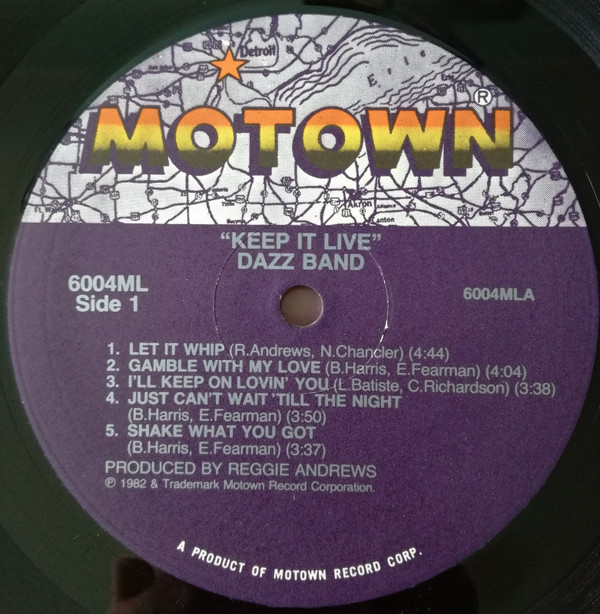 Detroit
Erie
MOTOWN®
Akron
Alliance
Canton
"KEEP IT LIVE"
DAZZ BAND
6004ML
Side 1
6004MLA
1. LET IT WHIP (R.Andrews, N.Chancler) (4:44)
2. GAMBLE WITH MY LOVE (B.Harris, E.Fearman) (4:04)
3. I'LL KEEP ON LOVIN' YOU (L.Batiste, C.Richardson) (3:38)
4. JUST CAN'T WAIT 'TILL THE NIGHT
(B.Harris, E.Fearman) (3:50)
5. SHAKE WHAT YOU GOT
(B.Harris, E.Fearman) (3:37)
PRODUCED BY REGGIE ANDREWS
℗ 1982 & Trademark Motown Record Corporation.
A PRODUCT OF MOTOWN RECORD CORP.